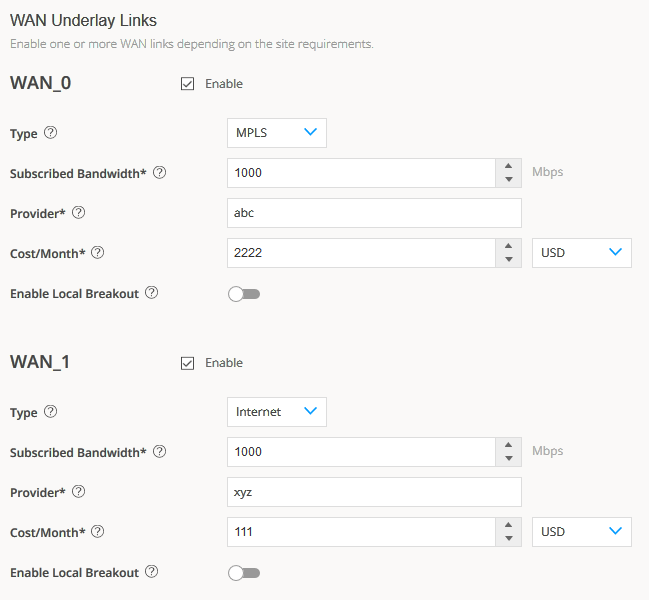 WAN Underlay Links
Enable one or more WAN links depending on the site requirements.
WAN_0 Enable
Type ? MPLS
Subscribed Bandwidth* ? 1000 Mbps
Provider* ? abc
Cost/Month* ? 2222 USD
Enable Local Breakout ?
WAN_1 Enable
Type ? Internet
Subscribed Bandwidth* ? 1000 Mbps
Provider* ? xyz
Cost/Month* ? 111 USD
Enable Local Breakout ?